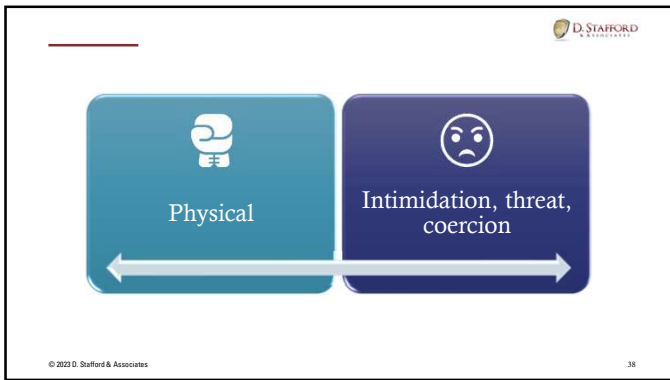 D. STAFFORD
& ASSOCIATES
Physical
Intimidation, threat,
coercion
© 2023 D. Stafford & Associates
38